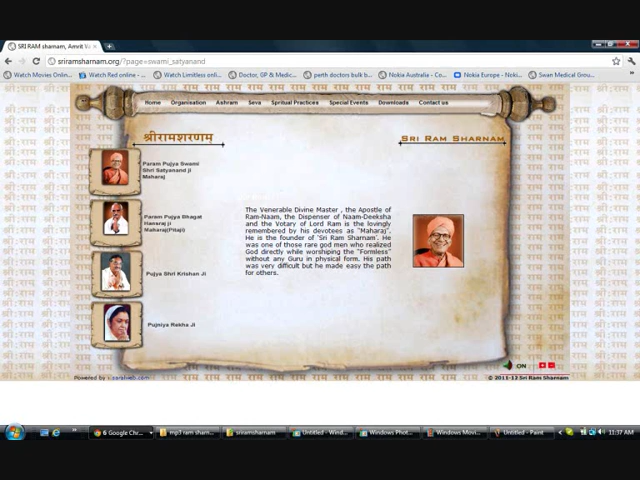 SRI RAM sharnam, Amrit V
sriramsharnam.org/?page=swami_satyanand
Watch Movies Onlin... Watch Red online - ... Watch Limitless onlin... Doctor, GP & Medic... perth doctors bulk b... Nokia Australia - Co... Nokia Europe - Nokia... Swan Medical Grou...
Home Organisation Ashram Seva Spritual Practices Special Events Downloads Contact us
श्रीरामशरणम् SRI RAM SHARNAM
Param Pujya Swami
Shri Satyanand ji
Maharaj
Param Pujya Bhagat
Hansraj ji
Maharaj(Pitaji)
Pujya Shri Krishan Ji
Pujniya Rekha Ji
The Venerable Divine Master , the Apostle of
Ram-Naam, the Dispenser of Naam-Deeksha
and the Votary of Lord Ram is the lovingly
remembered by his devotees as "Maharaj".
He is the founder of "Sri Ram Sharnam". He
was one of those rare god men who realized
God directly while worshiping the "Formless"
without any Guru in physical form. His path
was very difficult but he made easy the path
for others.
ON
Powered by
© 2011-13 Sri Ram Sharnam
6 Google Chr... mp3 ram sharn... sriramsharnam Untitled - Wind... Windows Phot... Windows Movi... Untitled - Paint 11:37 AM